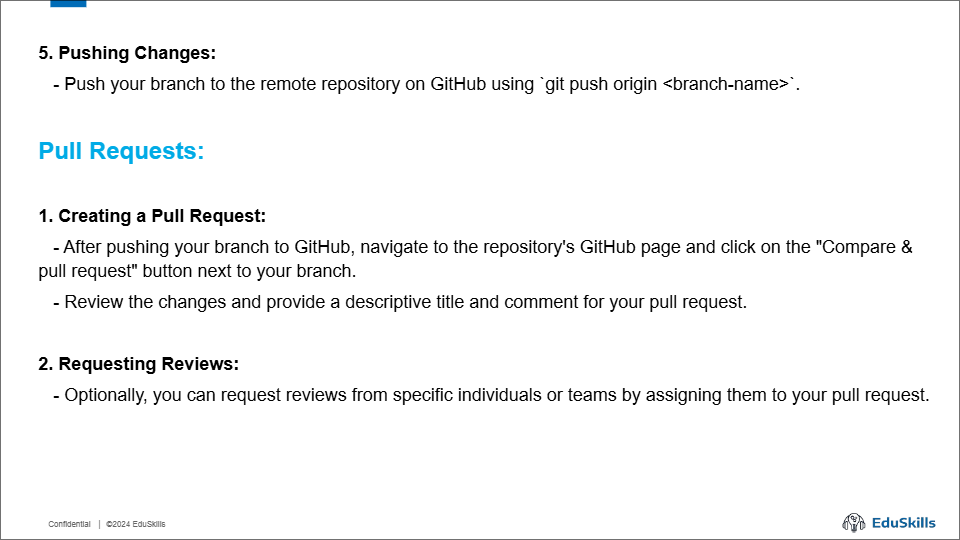 5. Pushing Changes:
- Push your branch to the remote repository on GitHub using `git push origin <branch-name>`.
Pull Requests:
1. Creating a Pull Request:
- After pushing your branch to GitHub, navigate to the repository's GitHub page and click on the "Compare &
pull request" button next to your branch.
- Review the changes and provide a descriptive title and comment for your pull request.
2. Requesting Reviews:
- Optionally, you can request reviews from specific individuals or teams by assigning them to your pull request.
Confidential | ©2024 EduSkills
EduSkills